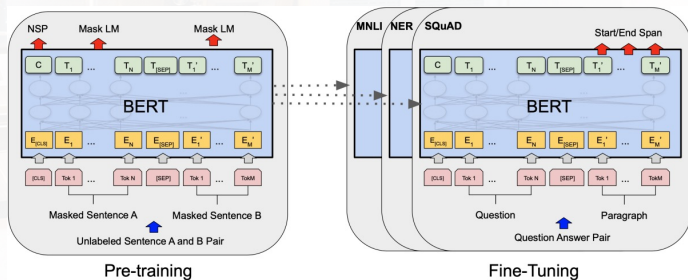 NSP Mask LM Mask LM
C T1 ... TN T[SEP] T1' ... TM'
BERT
E[CLS] E1 ... EN E[SEP] E1' ... EM'
[CLS] Tok 1 ... Tok N [SEP] Tok 1 ... TokM
Masked Sentence A Masked Sentence B
Unlabeled Sentence A and B Pair
Pre-training
MNLI NER SQuAD Start/End Span
C T1 ... TN T[SEP] T1' ... TM'
BERT
E[CLS] E1 ... EN E[SEP] E1' ... EM'
[CLS] Tok 1 ... Tok N [SEP] Tok 1 ... TokM
Question Paragraph
Question Answer Pair
Fine-Tuning